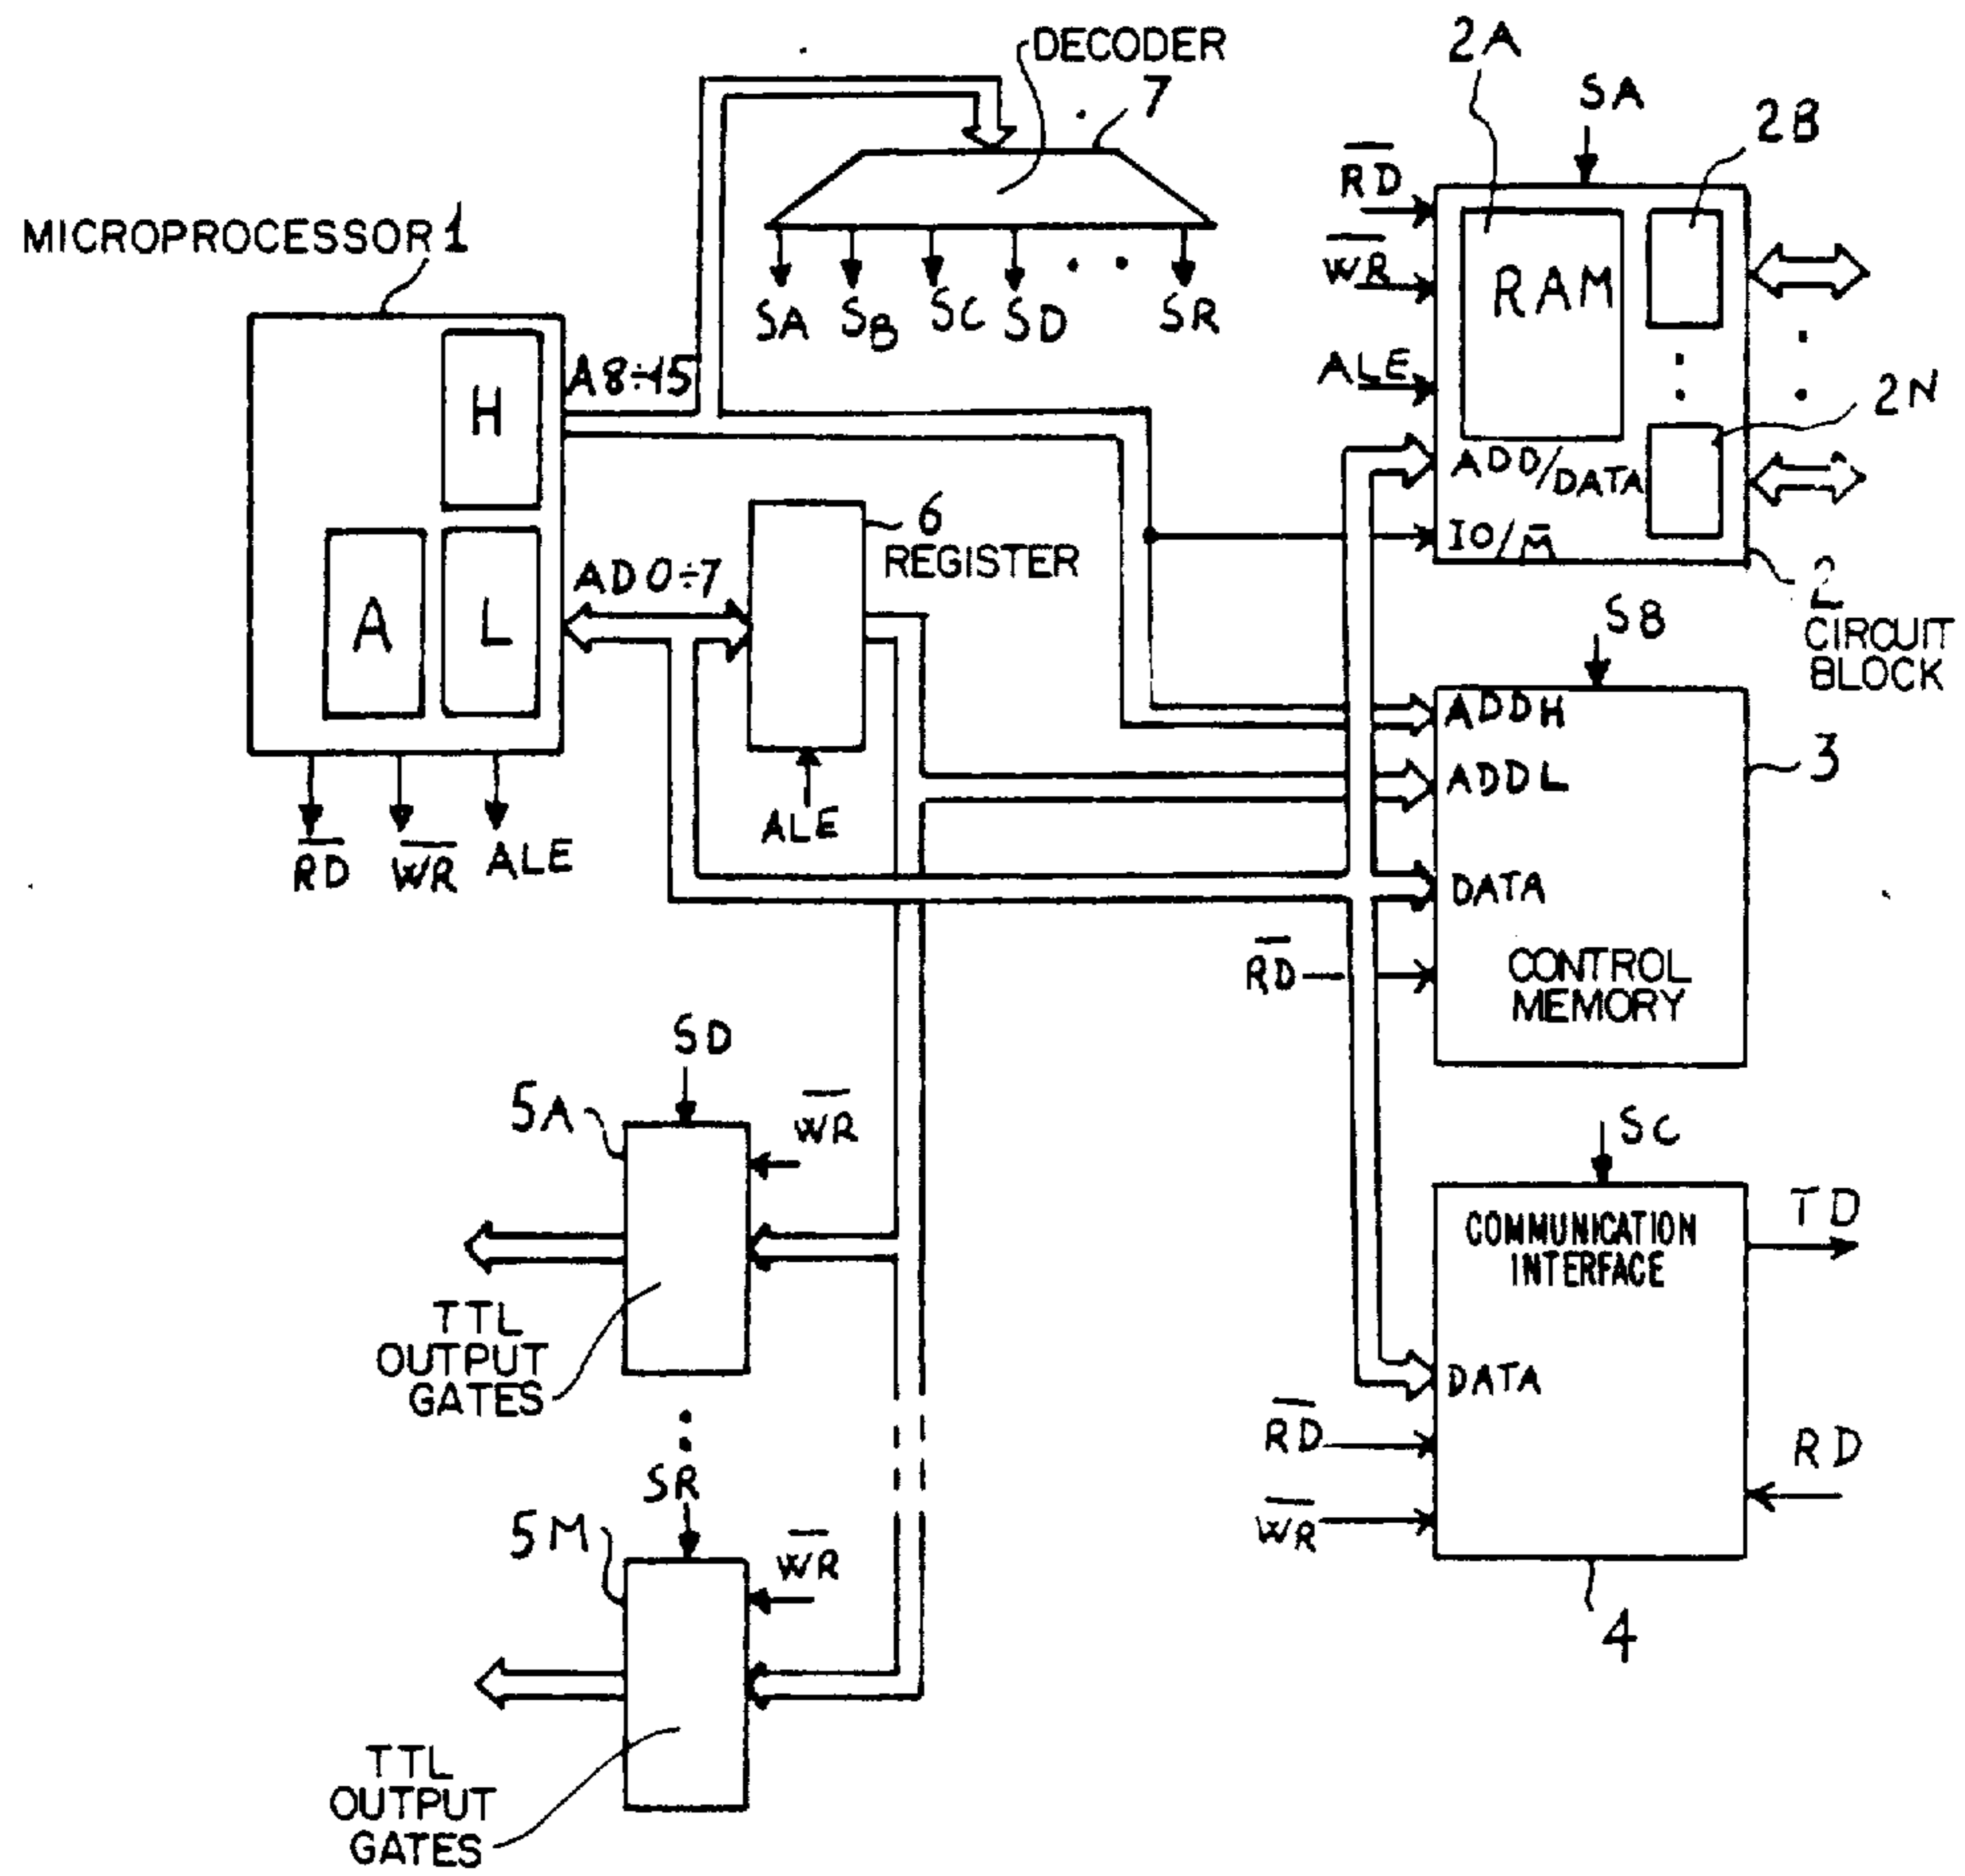 DECODER
7
MICROPROCESSOR 1
H
A
L
A8÷15
AD0÷7
RD
WR
ALE
SA
SB
SC
SD
SR
6
REGISTER
ALE
2A
SA
2B
RD
WR
ALE
RAM
ADD/DATA
IO/M
2N
2
CIRCUIT
BLOCK
SB
ADDH
ADDL
DATA
RD
CONTROL
MEMORY
3
SC
COMMUNICATION
INTERFACE
TD
DATA
RD
WR
RD
4
SD
5A
WR
TTL
OUTPUT
GATES
SR
5M
WR
TTL
OUTPUT
GATES